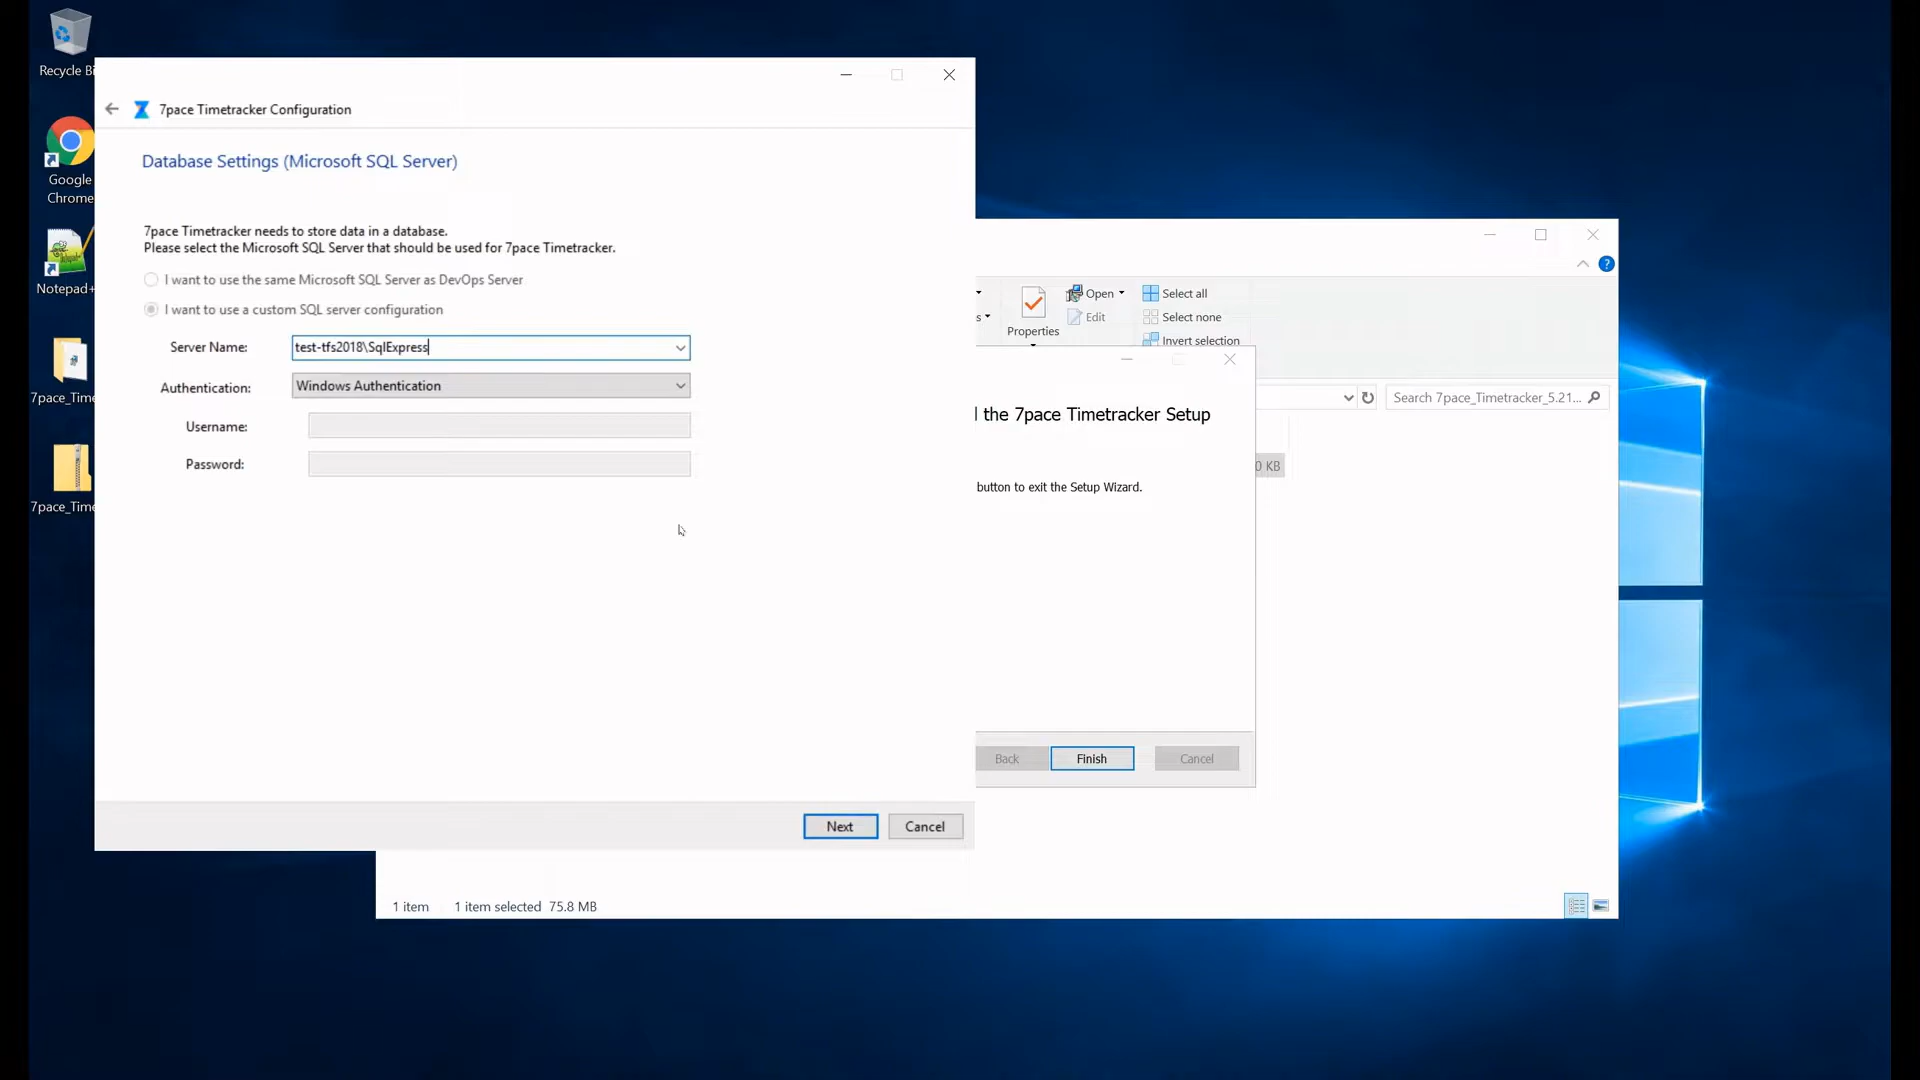 Recycle Bi
Google
Chrome
Notepad+
7pace_Time
7pace_Time
7pace Timetracker Configuration
Database Settings (Microsoft SQL Server)
7pace Timetracker needs to store data in a database.
Please select the Microsoft SQL Server that should be used for 7pace Timetracker.
I want to use the same Microsoft SQL Server as DevOps Server
I want to use a custom SQL server configuration
Server Name: test-tfs2018\SqlExpress
Authentication: Windows Authentication
Username:
Password:
Next Cancel
Open Select all
s Edit Select none
Properties
Invert selection
Search 7pace_Timetracker_5.21...
0 KB
l the 7pace Timetracker Setup
button to exit the Setup Wizard.
Back Finish Cancel
1 item 1 item selected 75.8 MB